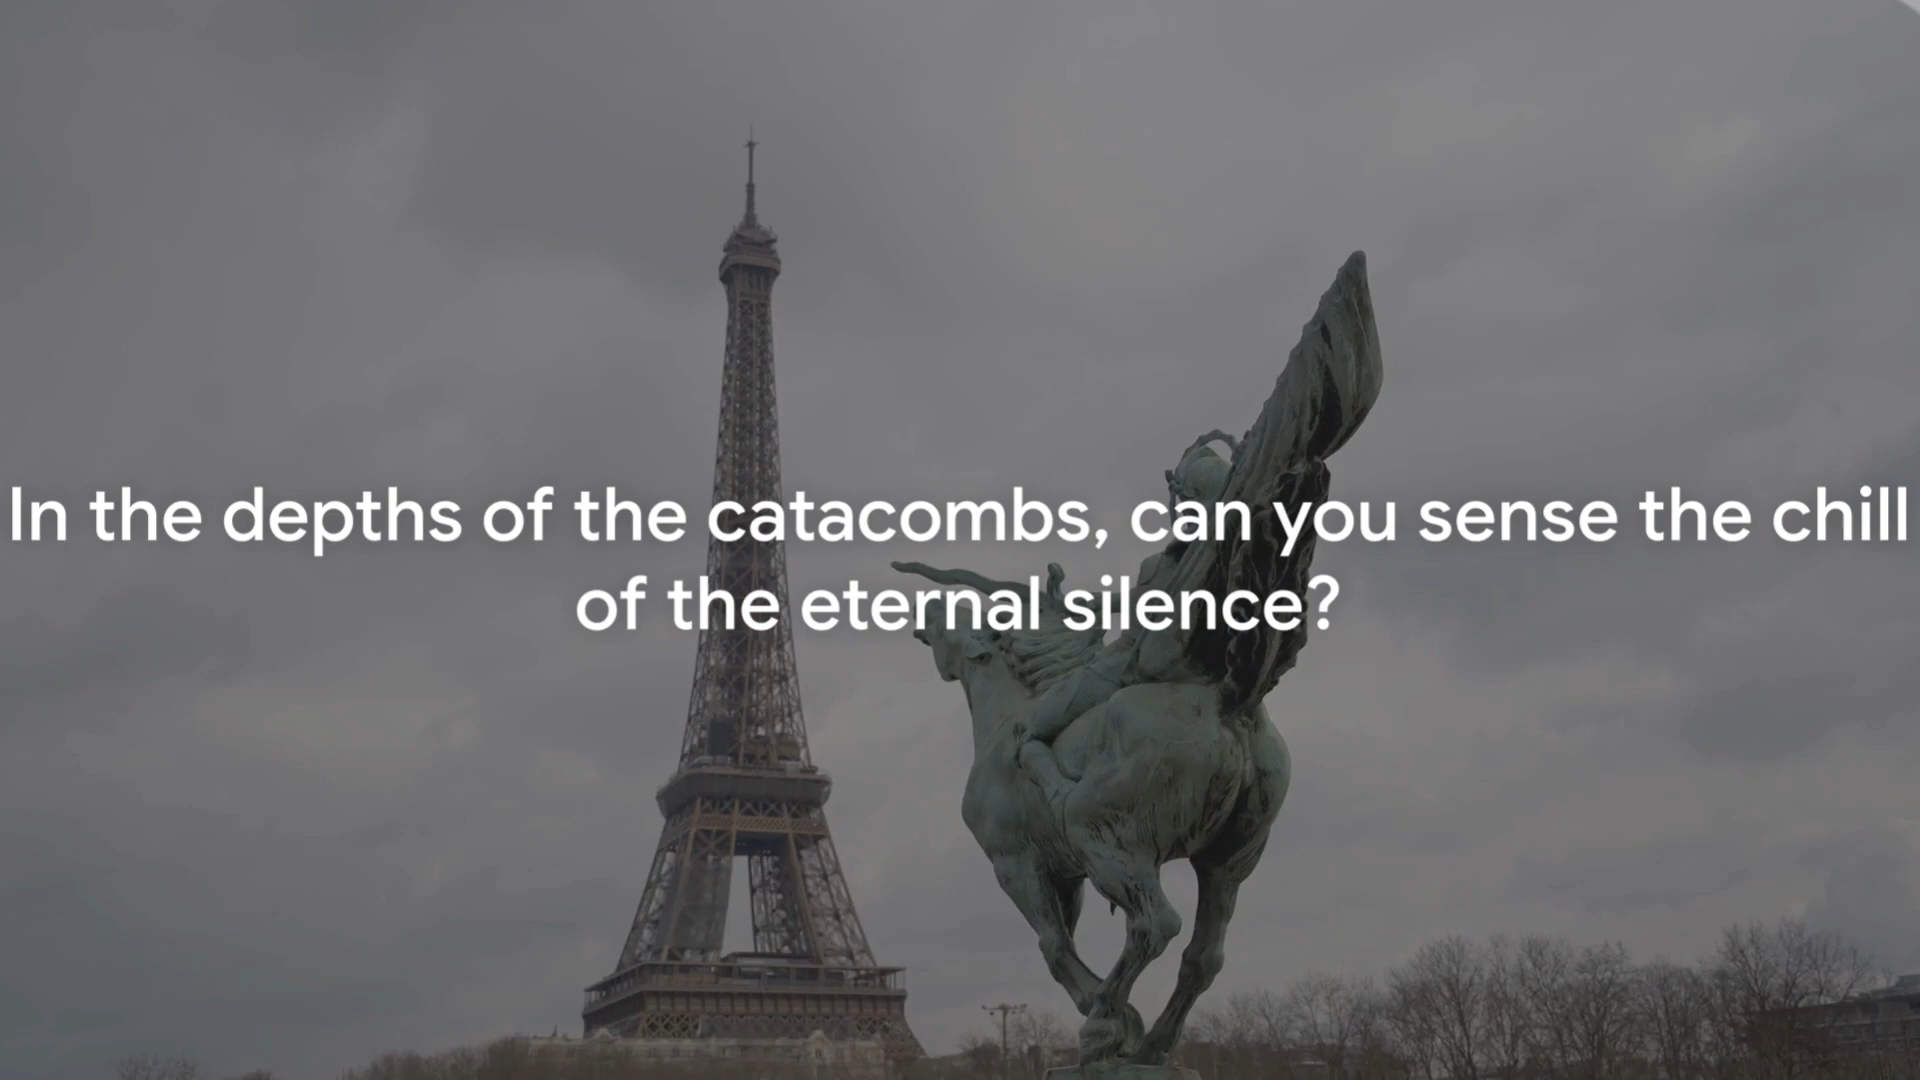 In the depths of the catacombs, can you sense the chill
of the eternal silence?